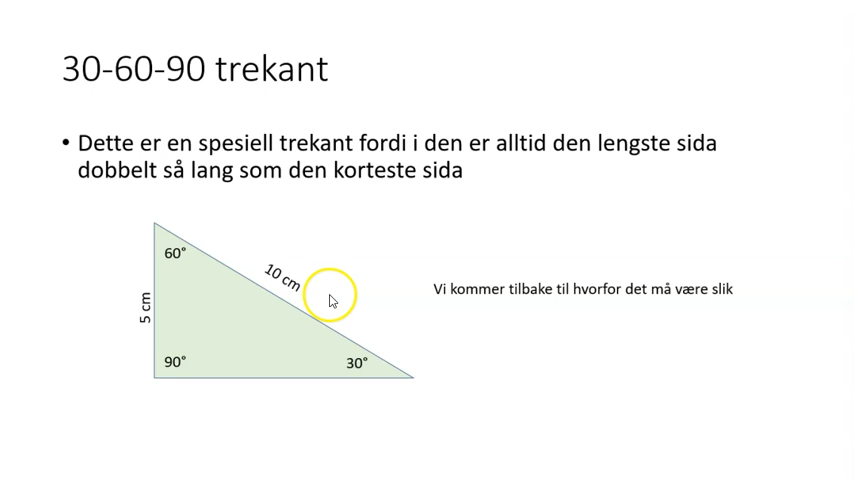 30-60-90 trekant
• Dette er en spesiell trekant fordi i den er alltid den lengste sida
dobbelt så lang som den korteste sida
60°
10 cm
Vi kommer tilbake til hvorfor det må være slik
5 cm
90°
30°